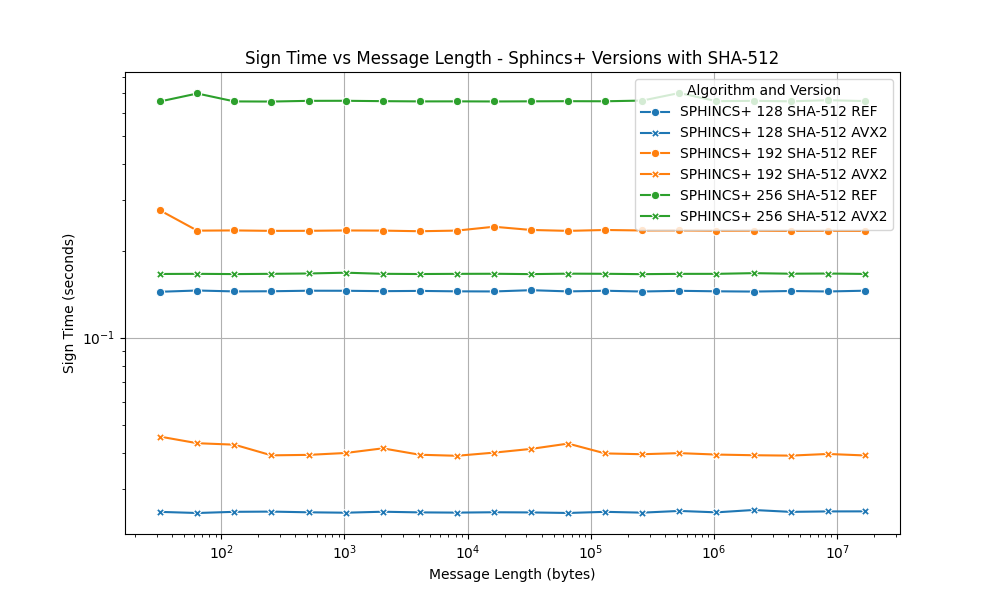 Sign Time vs Message Length - Sphincs+ Versions with SHA-512
Algorithm and Version
SPHINCS+ 128 SHA-512 REF
SPHINCS+ 128 SHA-512 AVX2
SPHINCS+ 192 SHA-512 REF
SPHINCS+ 192 SHA-512 AVX2
SPHINCS+ 256 SHA-512 REF
SPHINCS+ 256 SHA-512 AVX2
Sign Time (seconds)
10⁻¹
10² 10³ 10⁴ 10⁵ 10⁶ 10⁷
Message Length (bytes)